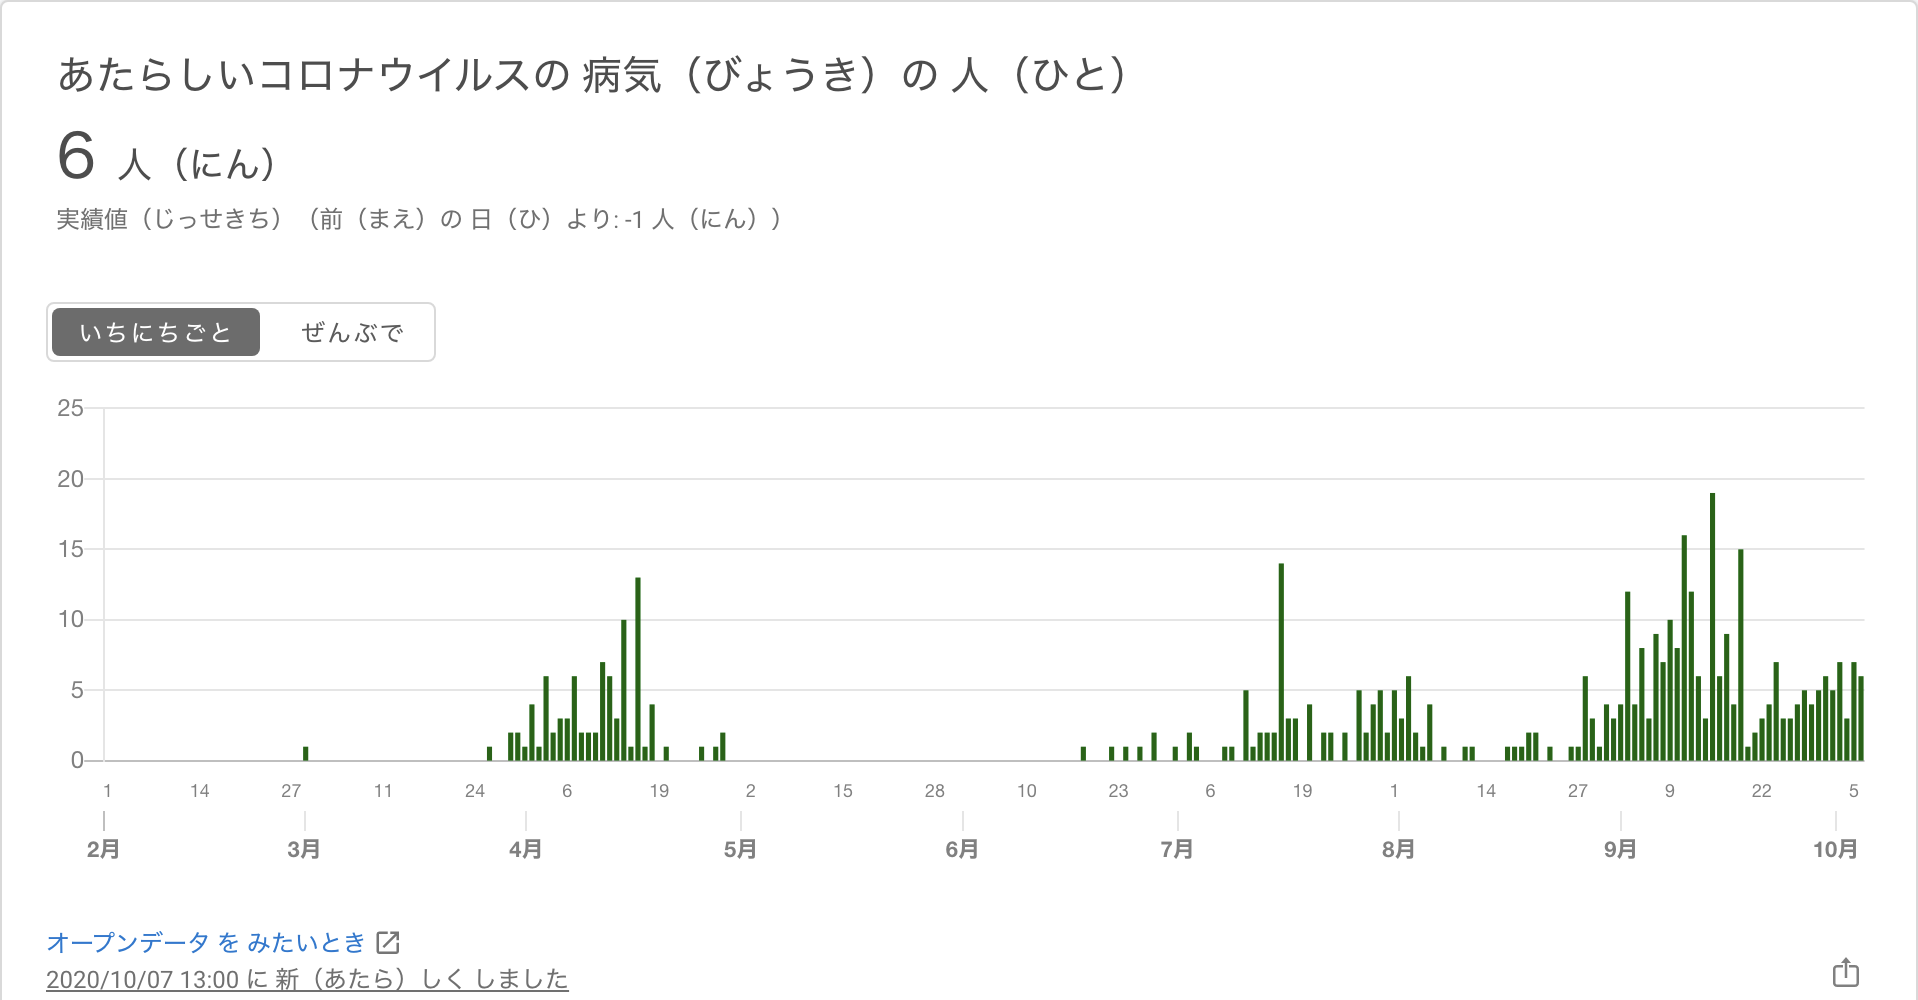 あたらしいコロナウイルスの 病気（びょうき）の 人（ひと）
6 人（にん）
実績値（じっせきち）（前（まえ）の 日（ひ）より: -1 人（にん））
いちにちごと ぜんぶで
25
20
15
10
5
0
1 14 27 11 24 6 19 2 15 28 10 23 6 19 1 14 27 9 22 5
2月 3月 4月 5月 6月 7月 8月 9月 10月
オープンデータ を みたいとき
2020/10/07 13:00 に 新（あたら）しく しました